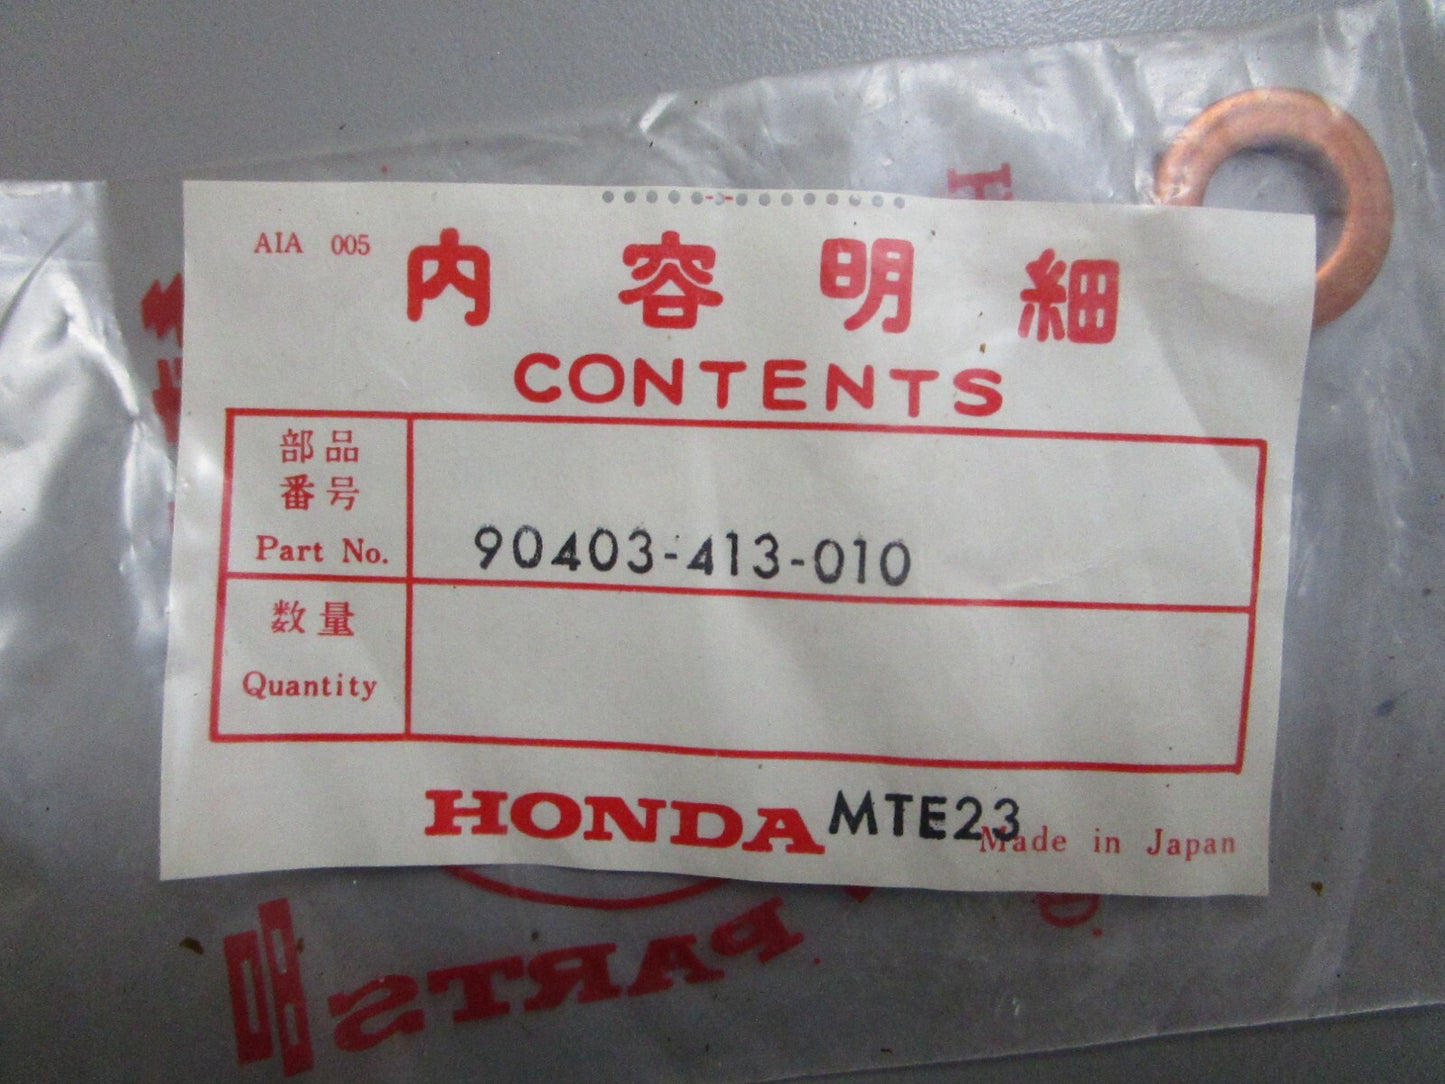 AIA 005
内容明細
CONTENTS
部品
番号
Part No.
90403-413-010
数量
Quantity
HONDA MTE23
Made in Japan
PARTS